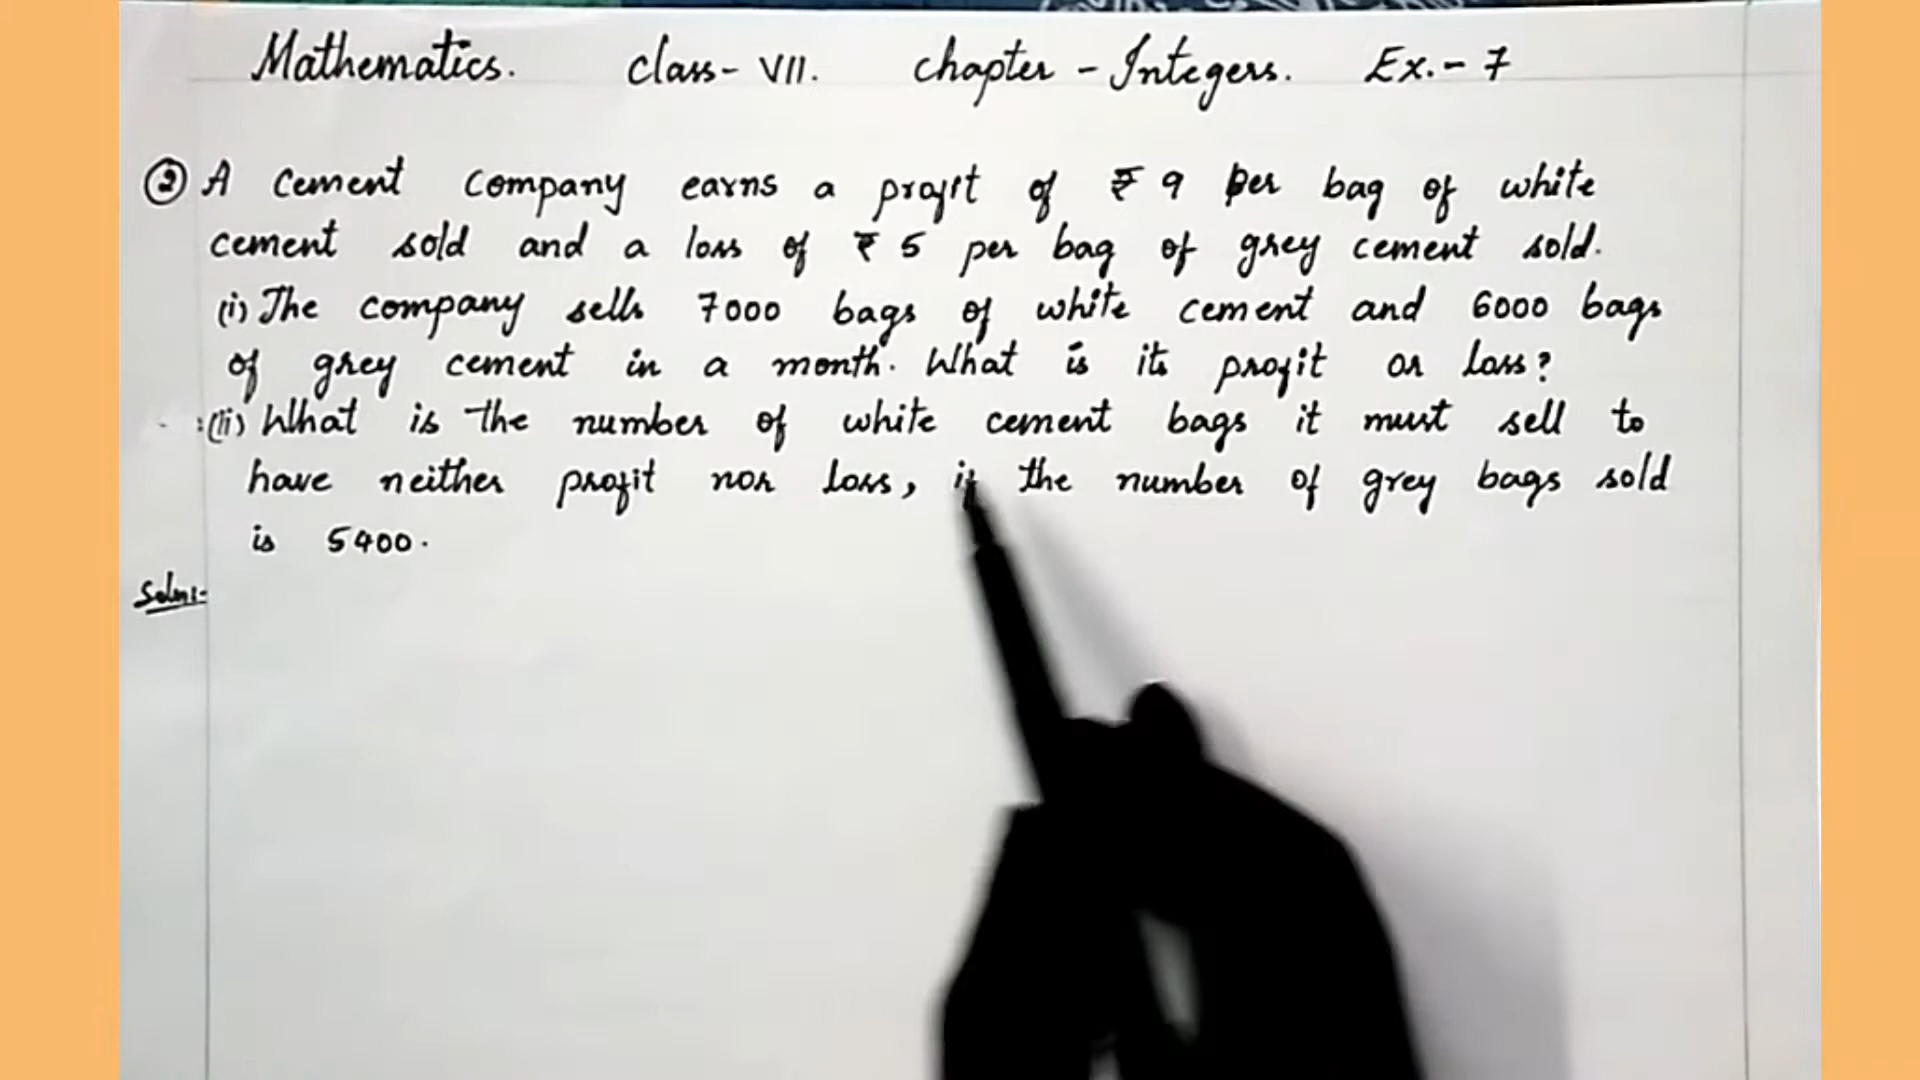 Mathematics. class- VII. chapter - Integers. Ex.- 7
② A cement company earns a profit of ₹ 9 per bag of white
cement sold and a loss of ₹ 5 per bag of grey cement sold.
(i) The company sells 7000 bags of white cement and 6000 bags
of grey cement in a month. What is its profit or loss?
(ii) What is the number of white cement bags it must sell to
have neither profit nor loss, if the number of grey bags sold
is 5400.
Soln:-